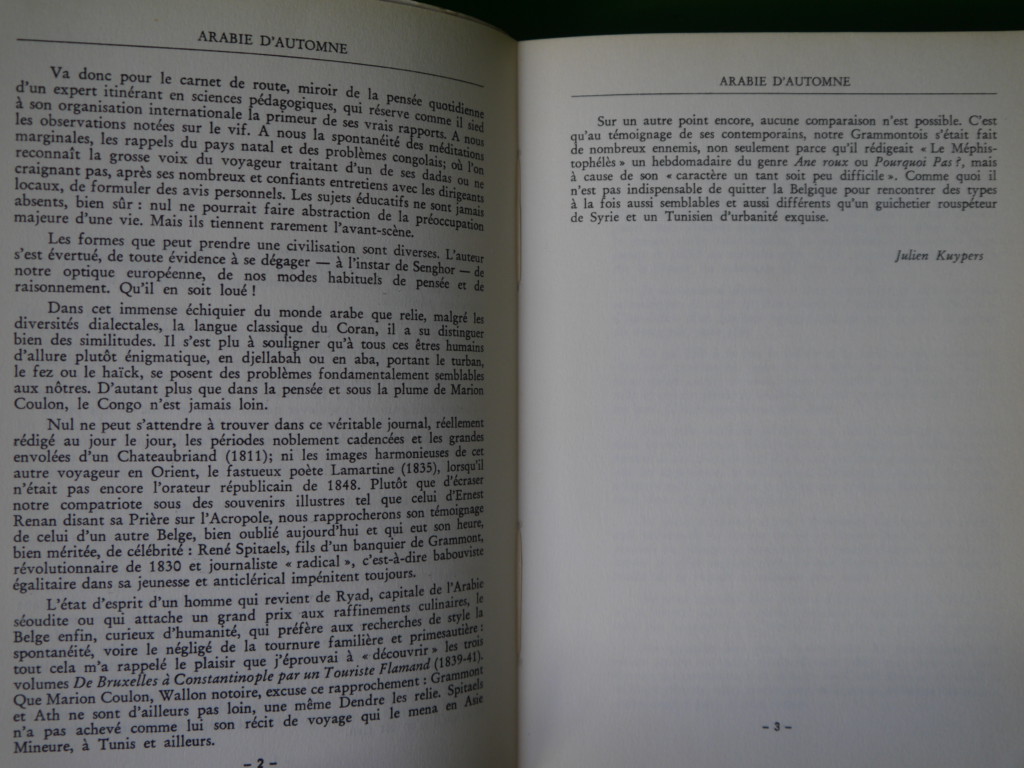 ARABIE D'AUTOMNE
Va donc pour le carnet de route, miroir de la pensée quotidienne
d'un expert itinérant en sciences pédagogiques, qui réserve comme il sied
à son organisation internationale la primeur de ses vrais rapports. A nous
les observations notées sur le vif. A nous la spontanéité des méditations
marginales, les rappels du pays natal et des problèmes congolais; où l'on
reconnaît la grosse voix du voyageur traitant d'un de ses dadas ou ne
craignant pas, après ses nombreux et confiants entretiens avec les dirigeants
locaux, de formuler des avis personnels. Les sujets éducatifs ne sont jamais
absents, bien sûr : nul ne pourrait faire abstraction de la préoccupation
majeure d'une vie. Mais ils tiennent rarement l'avant-scène.
Les formes que peut prendre une civilisation sont diverses. L'auteur
s'est évertué, de toute évidence à se dégager — à l'instar de Senghor — de
notre optique européenne, de nos modes habituels de pensée et de
raisonnement. Qu'il en soit loué !
Dans cet immense échiquier du monde arabe que relie, malgré les
diversités dialectales, la langue classique du Coran, il a su distinguer
bien des similitudes. Il s'est plu à souligner qu'à tous ces êtres humains
d'allure plutôt énigmatique, en djellabah ou en aba, portant le turban,
le fez ou le haïck, se posent des problèmes fondamentalement semblables
aux nôtres. D'autant plus que dans la pensée et sous la plume de Marion
Coulon, le Congo n'est jamais loin.
Nul ne peut s'attendre à trouver dans ce véritable journal, réellement
rédigé au jour le jour, les périodes noblement cadencées et les grandes
envolées d'un Chateaubriand (1811); ni les images harmonieuses de cet
autre voyageur en Orient, le fastueux poète Lamartine (1835), lorsqu'il
n'était pas encore l'orateur républicain de 1848. Plutôt que d'écraser
notre compatriote sous des souvenirs illustres tel que celui d'Ernest
Renan disant sa Prière sur l'Acropole, nous rapprocherons son témoignage
de celui d'un autre Belge, bien oublié aujourd'hui et qui eut son heure,
bien méritée, de célébrité : René Spitaels, fils d'un banquier de Grammont,
révolutionnaire de 1830 et journaliste « radical », c'est-à-dire babouviste
égalitaire dans sa jeunesse et anticlérical impénitent toujours.
L'état d'esprit d'un homme qui revient de Ryad, capitale de l'Arabie
séoudite ou qui attache un grand prix aux raffinements culinaires, le
Belge enfin, curieux d'humanité, qui préfère aux recherches de style la
spontanéité, voire le négligé de la tournure familière et primesautière :
tout cela m'a rappelé le plaisir que j'éprouvai à « découvrir » les trois
volumes De Bruxelles à Constantinople par un Touriste Flamand (1839-41).
Que Marion Coulon, Wallon notoire, excuse ce rapprochement : Grammont
et Ath ne sont d'ailleurs pas loin, une même Dendre les relie. Spitaels
n'a pas achevé comme lui son récit de voyage qui le mena en Asie
Mineure, à Tunis et ailleurs.
– 2 –
ARABIE D'AUTOMNE
Sur un autre point encore, aucune comparaison n'est possible. C'est
qu'au témoignage de ses contemporains, notre Grammontois s'était fait
de nombreux ennemis, non seulement parce qu'il rédigeait « Le Méphis-
tophélès » un hebdomadaire du genre Ane roux ou Pourquoi Pas?, mais
à cause de son « caractère un tant soit peu difficile ». Comme quoi il
n'est pas indispensable de quitter la Belgique pour rencontrer des types
à la fois aussi semblables et aussi différents qu'un guichetier rouspéteur
de Syrie et un Tunisien d'urbanité exquise.
Julien Kuypers
– 3 –